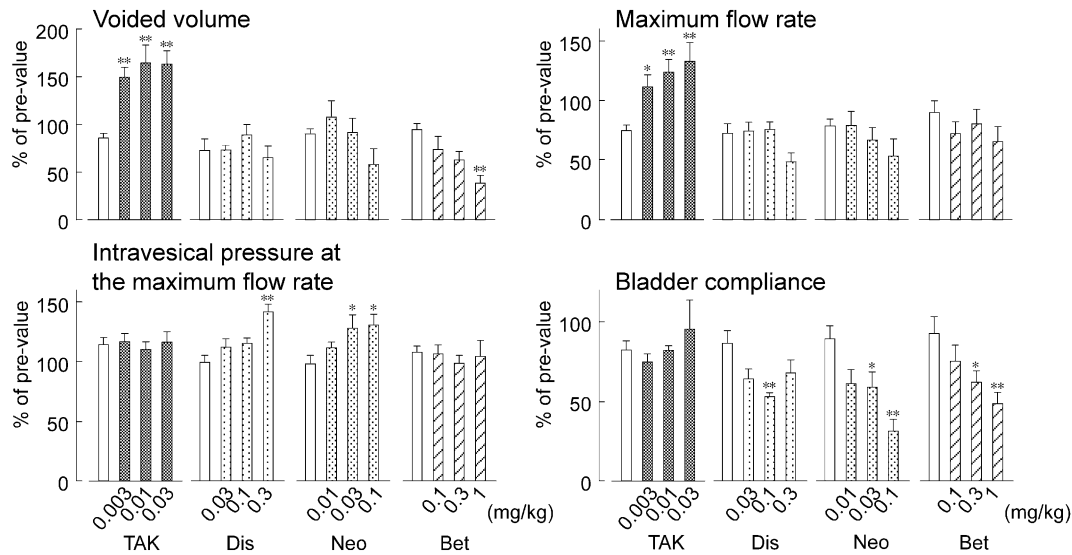 Voided volume
% of pre-value
200
150
100
50
0
**
**
**
**
Maximum flow rate
% of pre-value
150
100
50
0
*
**
**
Intravesical pressure at
the maximum flow rate
% of pre-value
150
100
50
0
**
*
*
0.003
0.01
0.03
0.03
0.1
0.3
0.01
0.03
0.1
0.1
0.3
1
(mg/kg)
TAK
Dis
Neo
Bet
Bladder compliance
% of pre-value
100
50
0
**
*
**
*
**
0.003
0.01
0.03
0.03
0.1
0.3
0.01
0.03
0.1
0.1
0.3
1
(mg/kg)
TAK
Dis
Neo
Bet